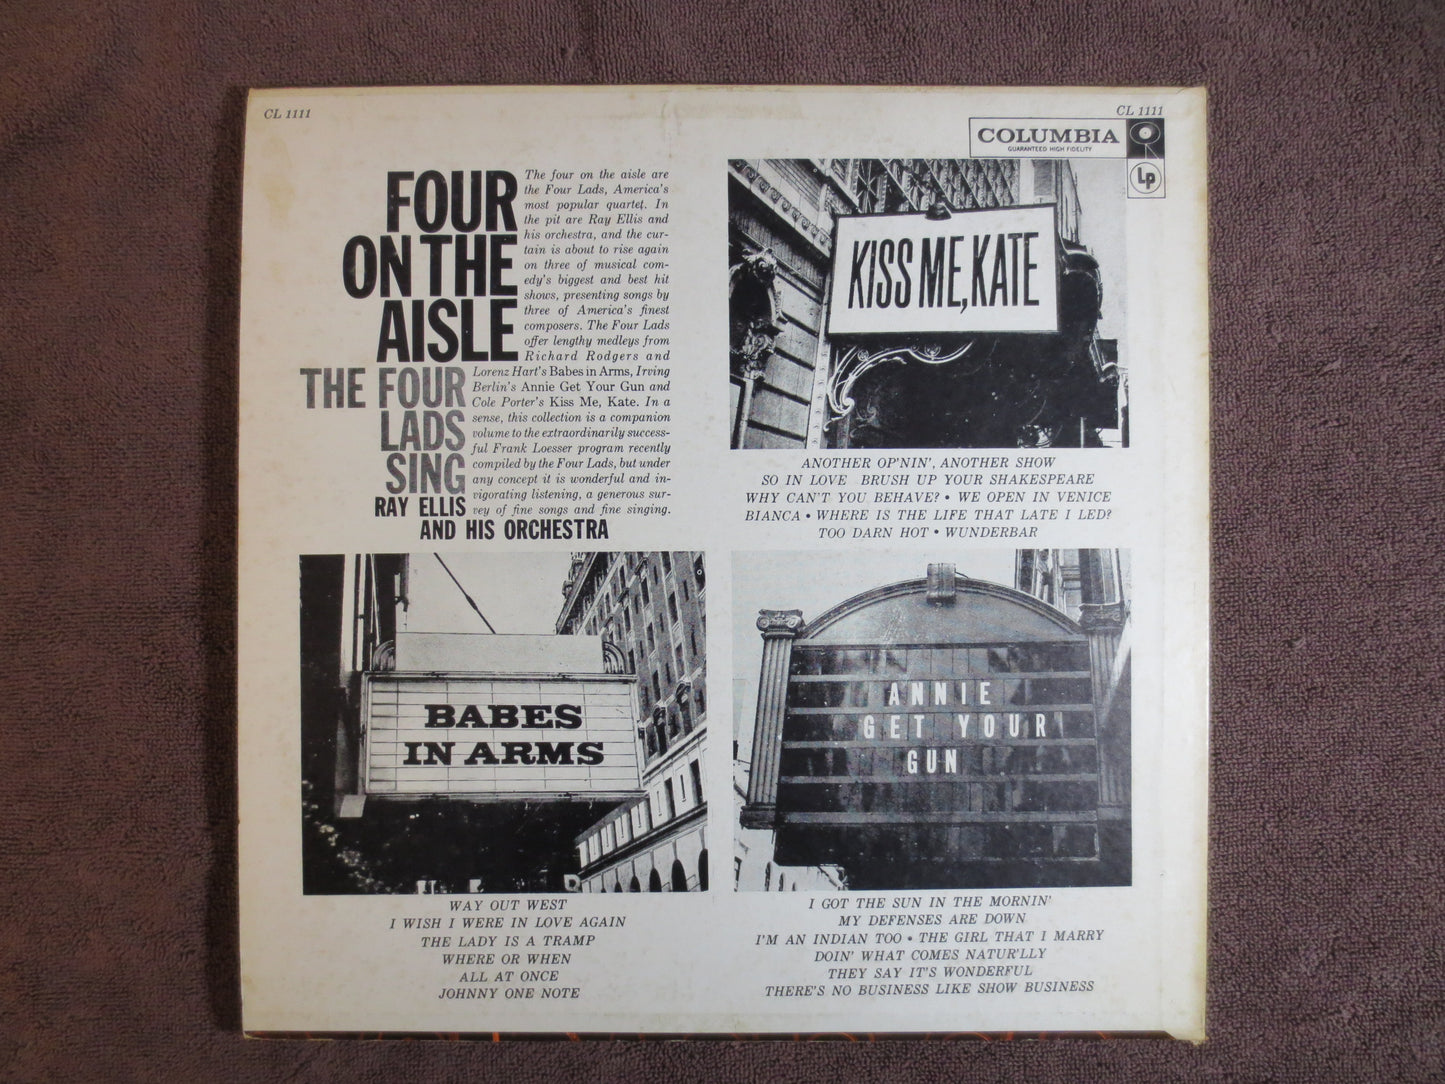 CL 1111
CL 1111
COLUMBIA
GUARANTEED HIGH FIDELITY
Lp
FOUR
ON THE
AISLE
THE FOUR
LADS
SING
RAY ELLIS
AND HIS ORCHESTRA
The four on the aisle are
the Four Lads, America's
most popular quartet. In
the pit are Ray Ellis and
his orchestra, and the cur-
tain is about to rise again
on three of musical com-
edy's biggest and best hit
shows, presenting songs by
three of America's finest
composers. The Four Lads
offer lengthy medleys from
Richard Rodgers and
Lorenz Hart's Babes in Arms, Irving
Berlin's Annie Get Your Gun and
Cole Porter's Kiss Me, Kate. In a
sense, this collection is a companion
volume to the extraordinarily success-
ful Frank Loesser program recently
compiled by the Four Lads, but under
any concept it is wonderful and in-
vigorating listening, a generous sur-
vey of fine songs and fine singing.
KISS ME, KATE
ANOTHER OP'NIN', ANOTHER SHOW
SO IN LOVE BRUSH UP YOUR SHAKESPEARE
WHY CAN'T YOU BEHAVE? • WE OPEN IN VENICE
BIANCA • WHERE IS THE LIFE THAT LATE I LED?
TOO DARN HOT • WUNDERBAR
BABES
IN ARMS
WAY OUT WEST
I WISH I WERE IN LOVE AGAIN
THE LADY IS A TRAMP
WHERE OR WHEN
ALL AT ONCE
JOHNNY ONE NOTE
ANNIE
GET YOUR
GUN
I GOT THE SUN IN THE MORNIN'
MY DEFENSES ARE DOWN
I'M AN INDIAN TOO • THE GIRL THAT I MARRY
DOIN' WHAT COMES NATUR'LLY
THEY SAY IT'S WONDERFUL
THERE'S NO BUSINESS LIKE SHOW BUSINESS